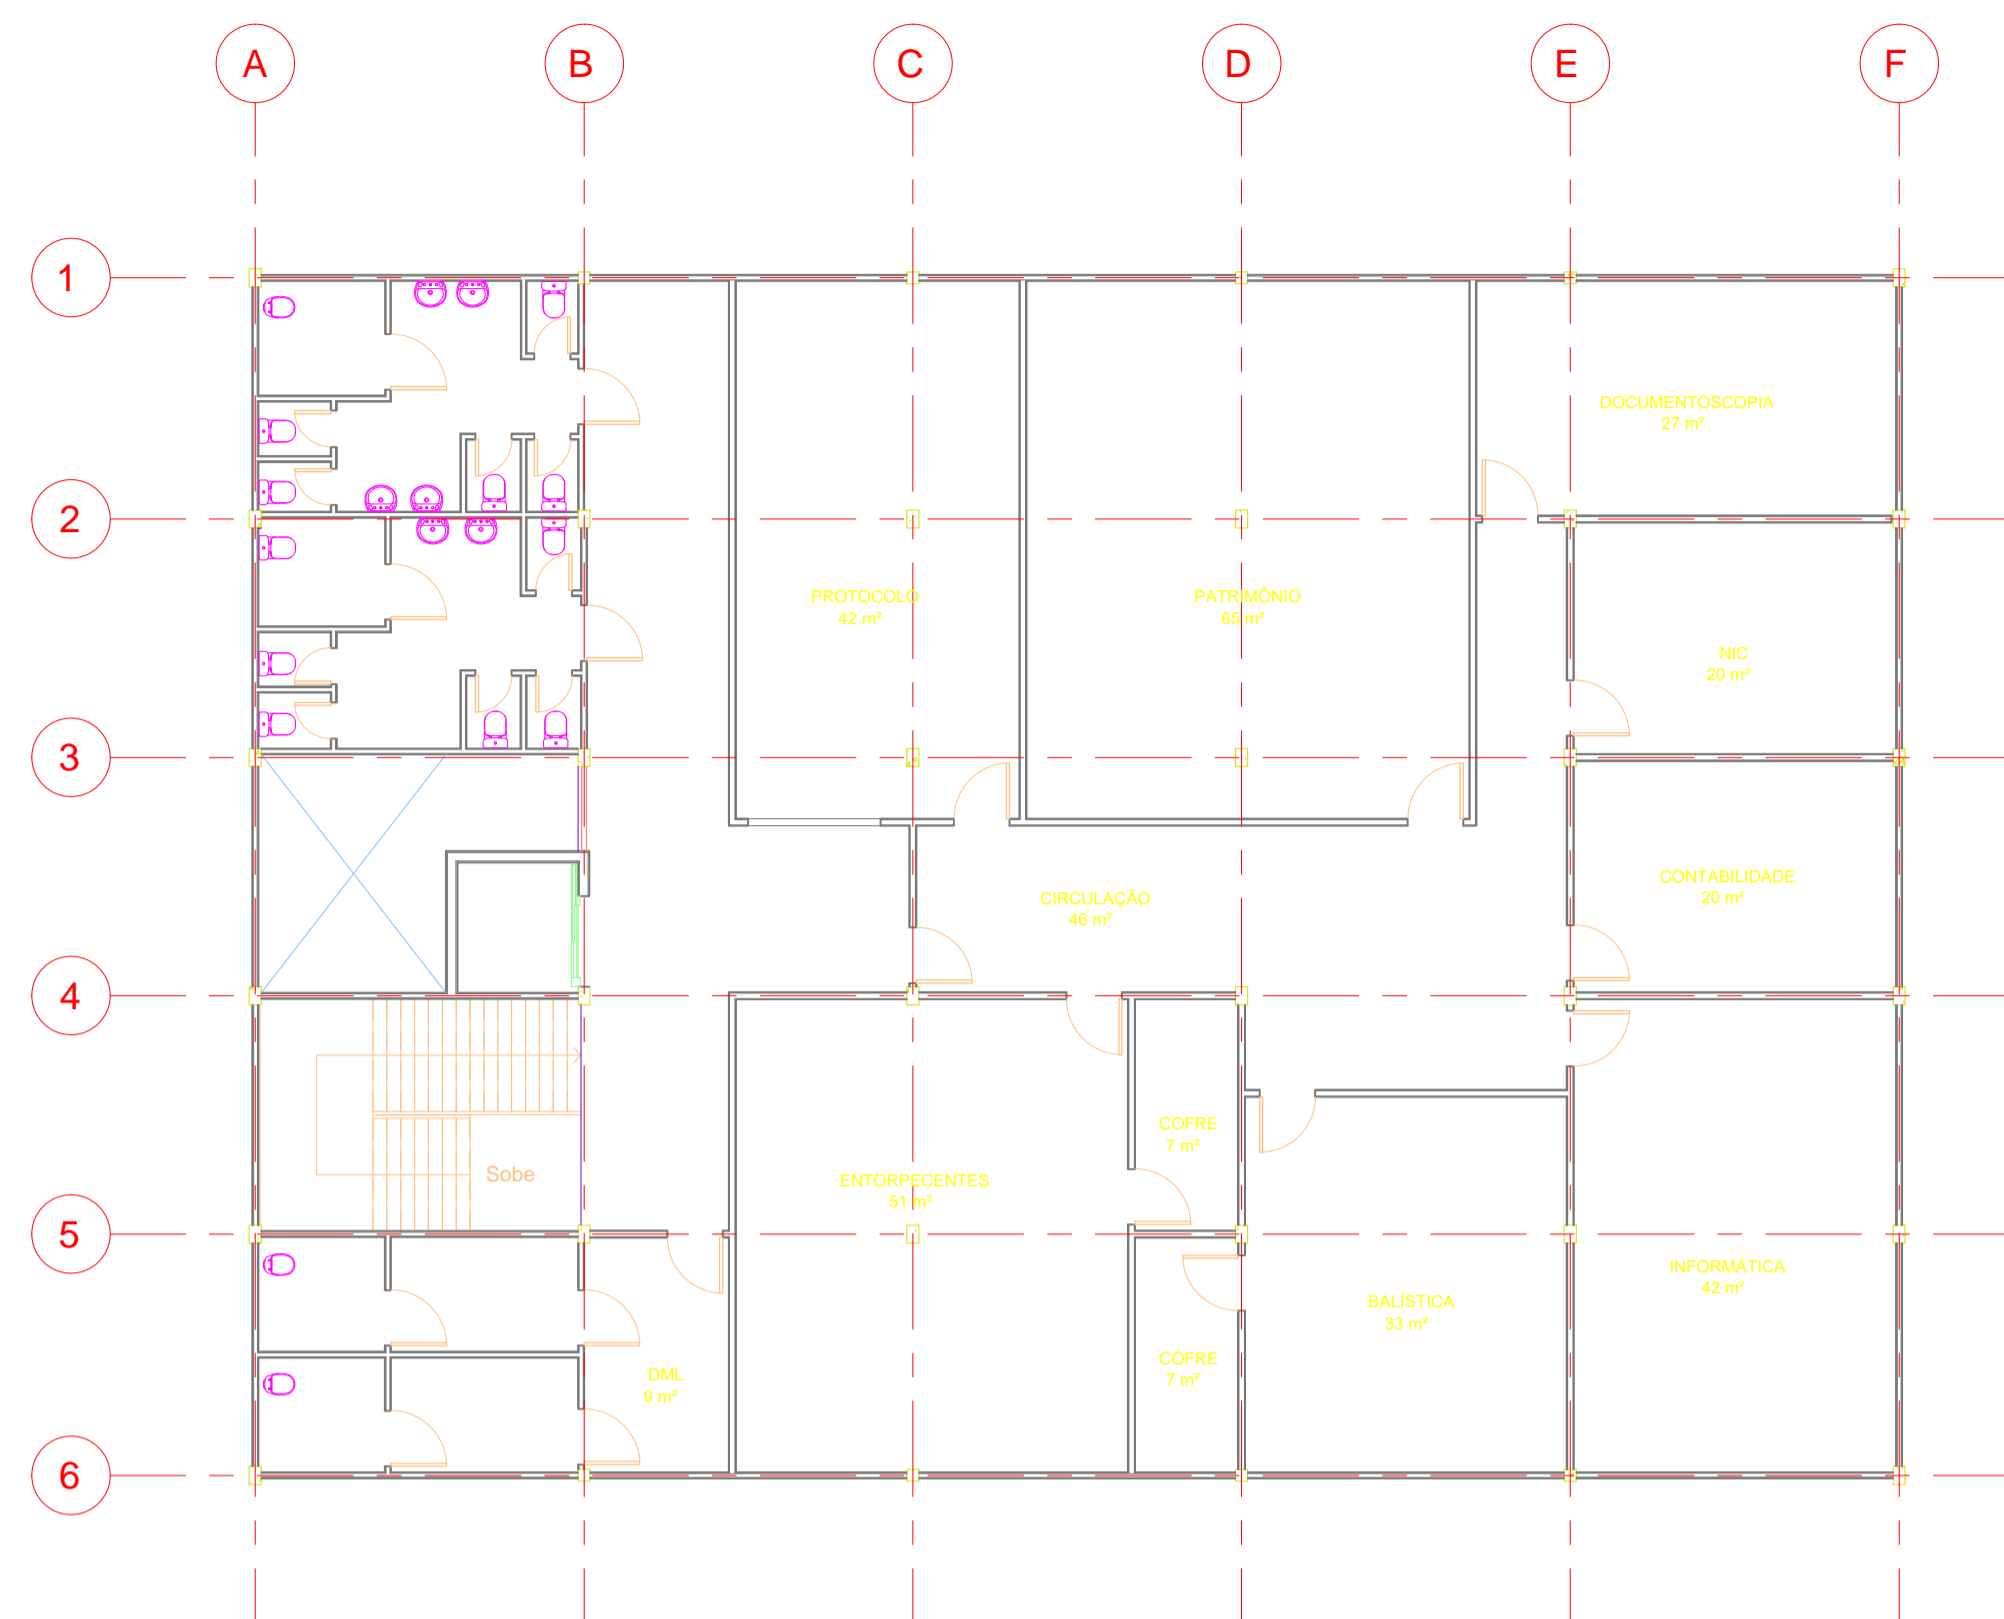 A
B
C
D
E
F
1
2
3
4
5
6
DOCUMENTOSCOPIA
27 m²
PROTOCOLO
42 m²
PATRIMÔNIO
65 m²
NIC
20 m²
CONTABILIDADE
20 m²
CIRCULAÇÃO
46 m²
COFRE
7 m²
Sobe
ENTORPECENTES
51 m²
INFORMÁTICA
42 m²
BALÍSTICA
33 m²
COFRE
7 m²
DML
9 m²